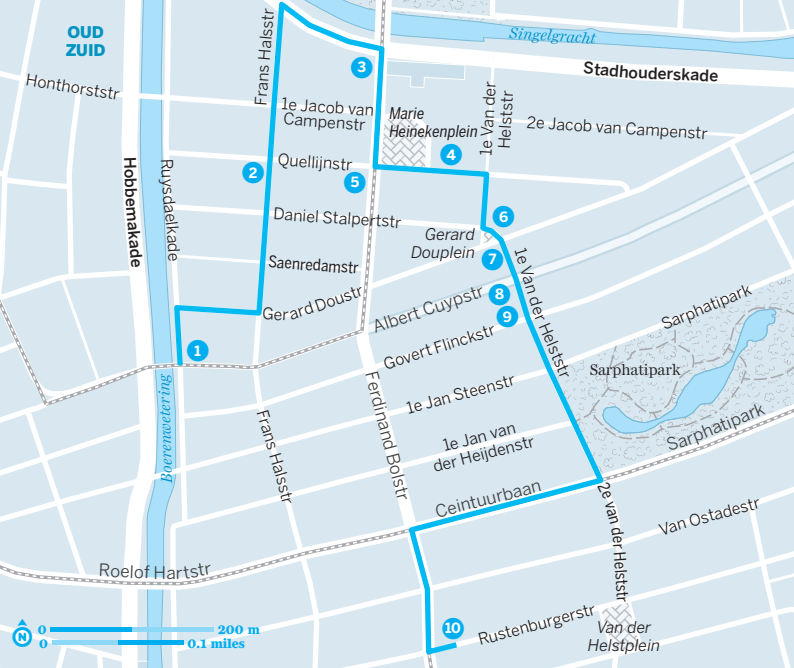 OUD
ZUID
Frans Halsstr
Singelgracht
3
Stadhouderskade
Honthorststr
1e Jacob van
Campenstr
Marie
Heinekenplein
1e Van der
Helststr
2e Jacob van Campenstr
Hobbemakade
Ruysdaelkade
2
Quellijnstr
5
4
Daniel Stalpertstr
6
Gerard
Douplein
7
Saenredamstr
1e Van der Helststr
Gerard Doustr
Albert Cuypstr
8
9
Sarphatipark
1
Govert Flinckstr
Sarphatipark
Boerenwetering
Ferdinand Bolstr
1e Jan Steenstr
Frans Halsstr
1e Jan van
der Heijdenstr
Sarphatipark
Ceintuurbaan
2e van der Helststr
Van Ostadestr
Roelof Hartstr
10
Rustenburgerstr
Van der
Helstplein
N
0 200 m
0 0.1 miles